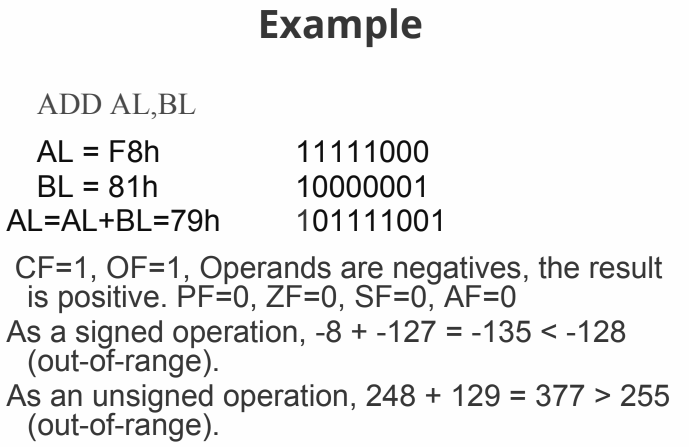 Example
ADD AL,BL
AL = F8h 11111000
BL = 81h 10000001
AL=AL+BL=79h 101111001
CF=1, OF=1, Operands are negatives, the result
is positive. PF=0, ZF=0, SF=0, AF=0
As a signed operation, -8 + -127 = -135 < -128
(out-of-range).
As an unsigned operation, 248 + 129 = 377 > 255
(out-of-range).